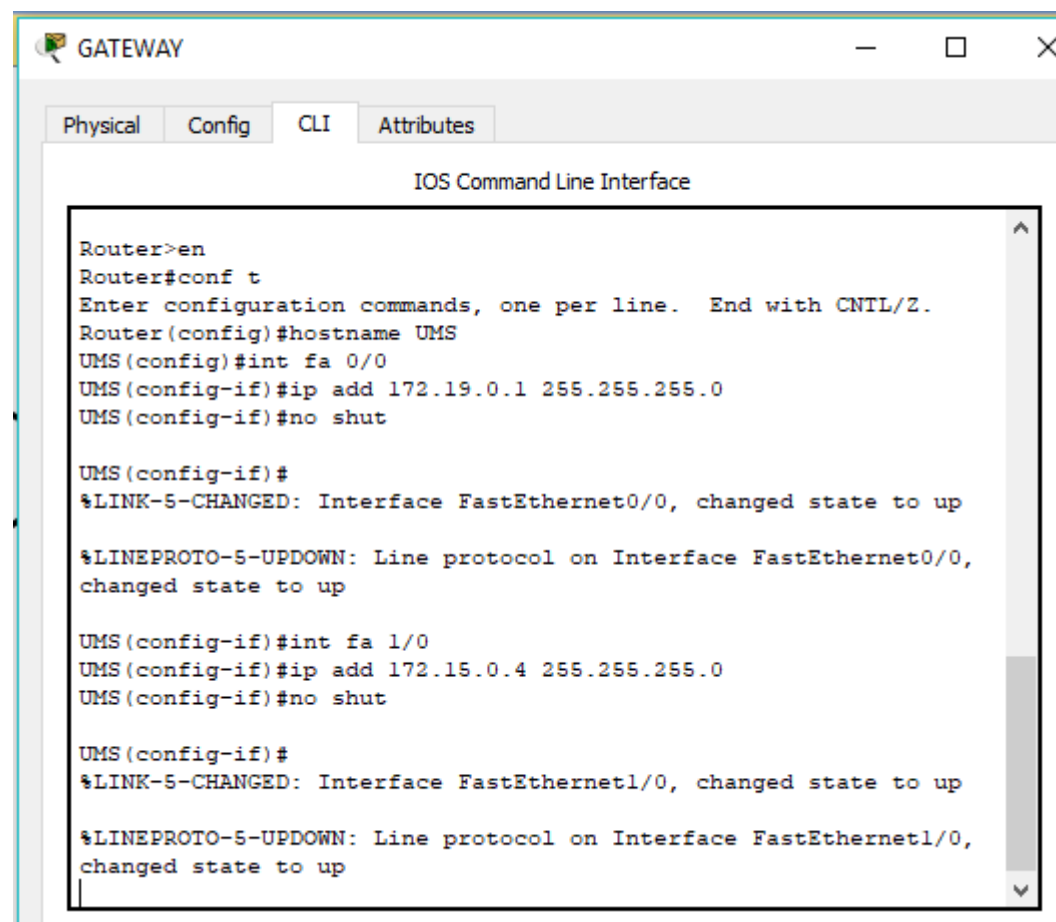 GATEWAY
Physical Config CLI Attributes
IOS Command Line Interface
Router>en
Router#conf t
Enter configuration commands, one per line.  End with CNTL/Z.
Router(config)#hostname UMS
UMS(config)#int fa 0/0
UMS(config-if)#ip add 172.19.0.1 255.255.255.0
UMS(config-if)#no shut
UMS(config-if)#
%LINK-5-CHANGED: Interface FastEthernet0/0, changed state to up
%LINEPROTO-5-UPDOWN: Line protocol on Interface FastEthernet0/0,
changed state to up
UMS(config-if)#int fa 1/0
UMS(config-if)#ip add 172.15.0.4 255.255.255.0
UMS(config-if)#no shut
UMS(config-if)#
%LINK-5-CHANGED: Interface FastEthernet1/0, changed state to up
%LINEPROTO-5-UPDOWN: Line protocol on Interface FastEthernet1/0,
changed state to up